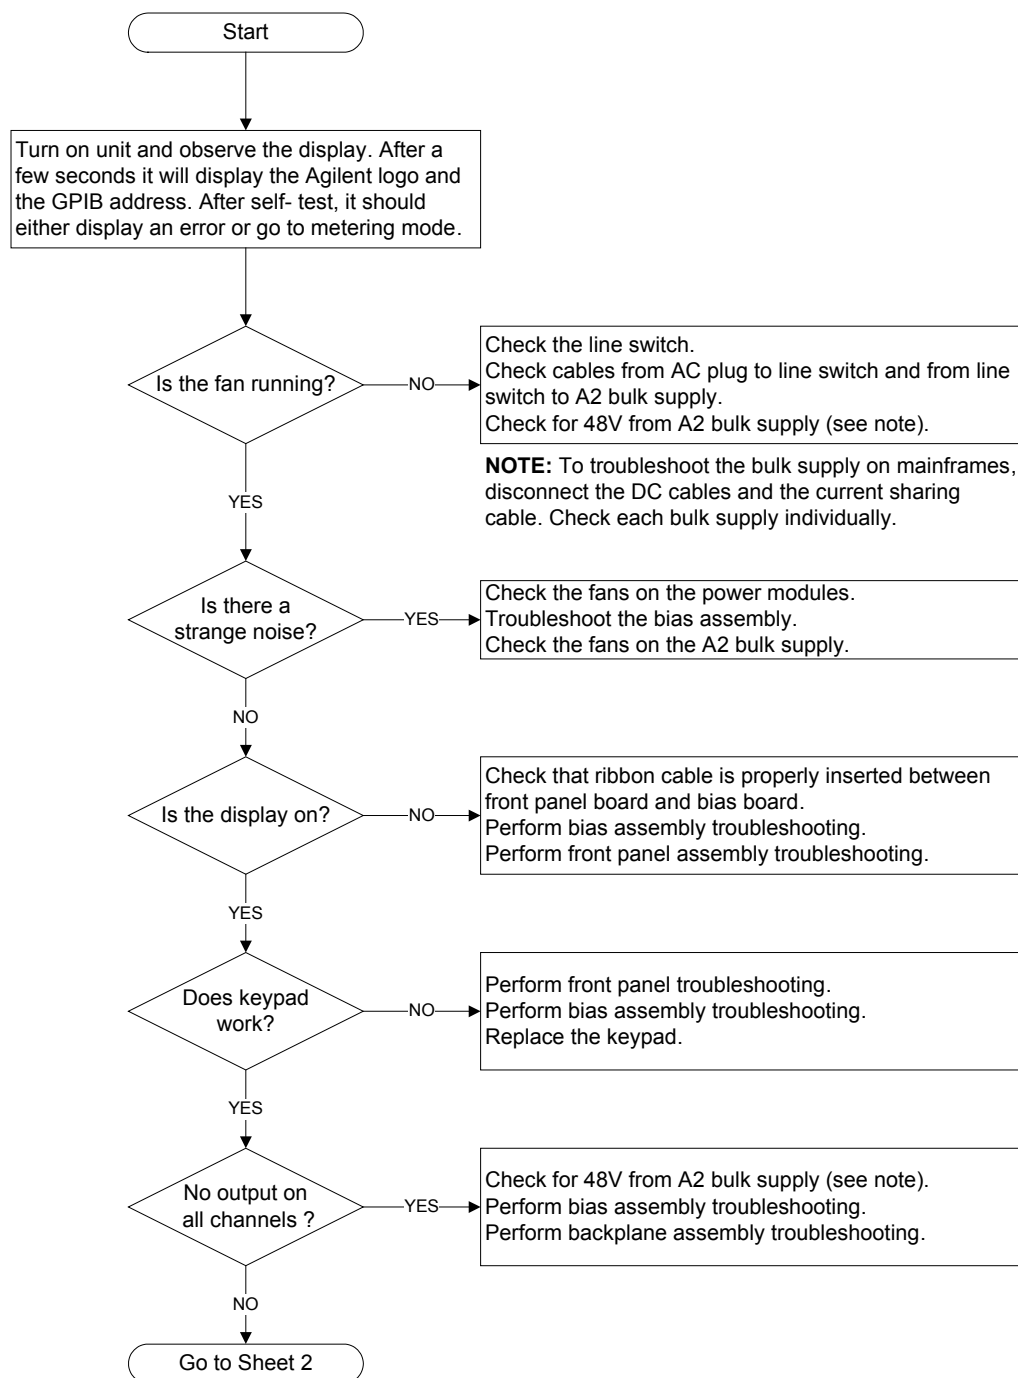 Start
Turn on unit and observe the display. After a
few seconds it will display the Agilent logo and
the GPIB address. After self- test, it should
either display an error or go to metering mode.
Is the fan running?
NO
Check the line switch.
Check cables from AC plug to line switch and from line
switch to A2 bulk supply.
Check for 48V from A2 bulk supply (see note).
NOTE: To troubleshoot the bulk supply on mainframes,
disconnect the DC cables and the current sharing
cable. Check each bulk supply individually.
YES
Is there a
strange noise?
YES
Check the fans on the power modules.
Troubleshoot the bias assembly.
Check the fans on the A2 bulk supply.
NO
Is the display on?
NO
Check that ribbon cable is properly inserted between
front panel board and bias board.
Perform bias assembly troubleshooting.
Perform front panel assembly troubleshooting.
YES
Does keypad
work?
NO
Perform front panel troubleshooting.
Perform bias assembly troubleshooting.
Replace the keypad.
YES
No output on
all channels ?
YES
Check for 48V from A2 bulk supply (see note).
Perform bias assembly troubleshooting.
Perform backplane assembly troubleshooting.
NO
Go to Sheet 2